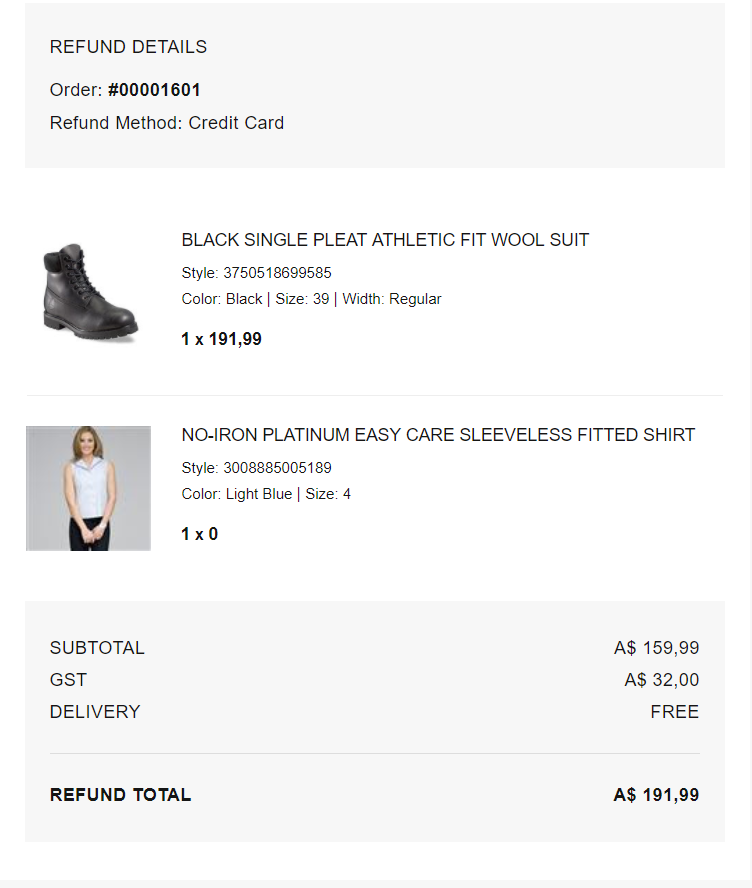 REFUND DETAILS
Order: #00001601
Refund Method: Credit Card
BLACK SINGLE PLEAT ATHLETIC FIT WOOL SUIT
Style: 3750518699585
Color: Black | Size: 39 | Width: Regular
1 x 191,99
NO-IRON PLATINUM EASY CARE SLEEVELESS FITTED SHIRT
Style: 3008885005189
Color: Light Blue | Size: 4
1 x 0
SUBTOTAL A$ 159,99
GST A$ 32,00
DELIVERY FREE
REFUND TOTAL A$ 191,99